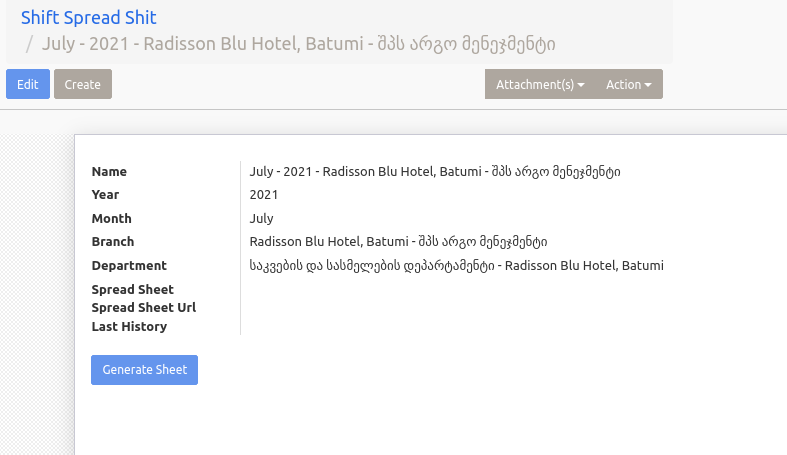 Shift Spread Shit
/ July - 2021 - Radisson Blu Hotel, Batumi - შპს არგო მენეჯმენტი
Edit Create Attachment(s) Action
Name July - 2021 - Radisson Blu Hotel, Batumi - შპს არგო მენეჯმენტი
Year 2021
Month July
Branch Radisson Blu Hotel, Batumi - შპს არგო მენეჯმენტი
Department საკვების და სასმელების დეპარტამენტი - Radisson Blu Hotel, Batumi
Spread Sheet
Spread Sheet Url
Last History
Generate Sheet